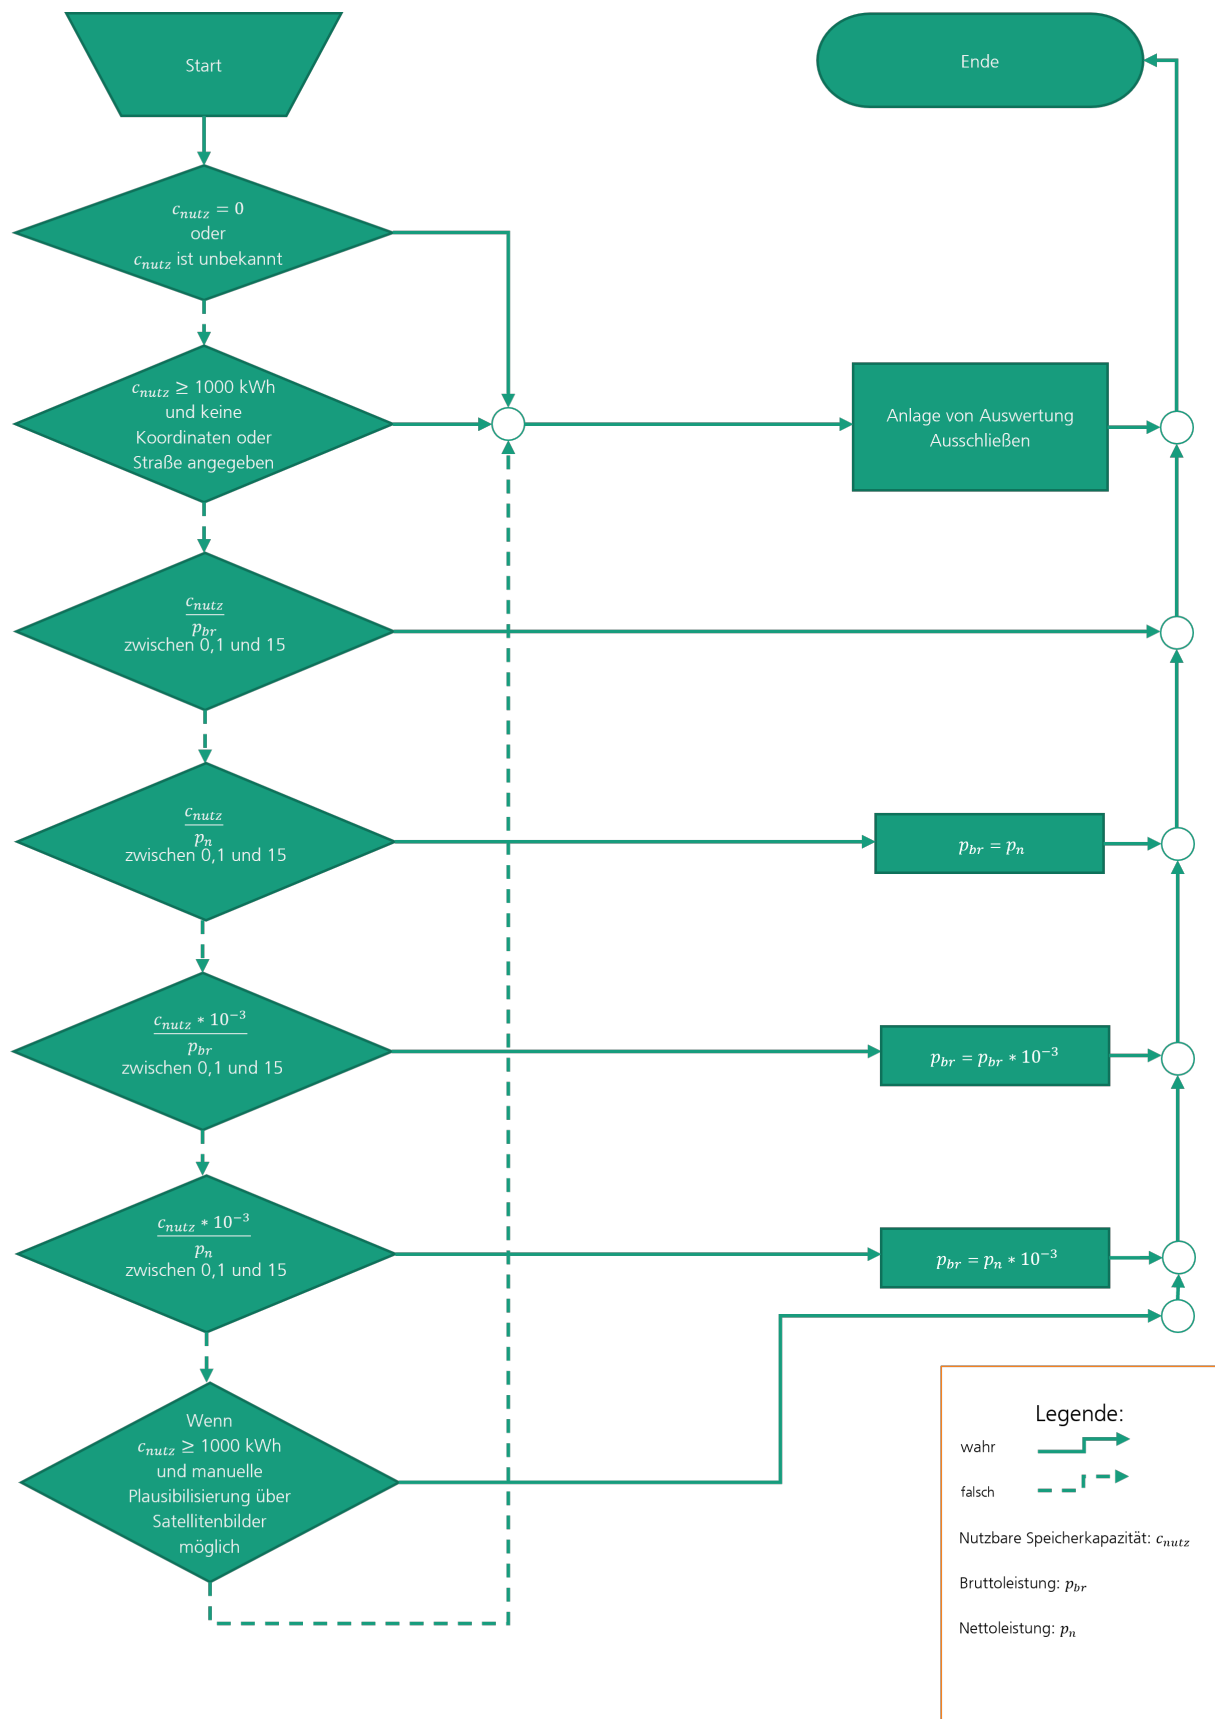 Start
Ende
c_nutz = 0
oder
c_nutz ist unbekannt
c_nutz ≥ 1000 kWh
und keine
Koordinaten oder
Straße angegeben
Anlage von Auswertung
Ausschließen
c_nutz
p_br
zwischen 0,1 und 15
c_nutz
p_n
zwischen 0,1 und 15
p_br = p_n
c_nutz * 10⁻³
p_br
zwischen 0,1 und 15
p_br = p_br * 10⁻³
c_nutz * 10⁻³
p_n
zwischen 0,1 und 15
p_br = p_n * 10⁻³
Wenn
c_nutz ≥ 1000 kWh
und manuelle
Plausibilisierung über
Satellitenbilder
möglich
Legende:
wahr
falsch
Nutzbare Speicherkapazität: c_nutz
Bruttoleistung: p_br
Nettoleistung: p_n